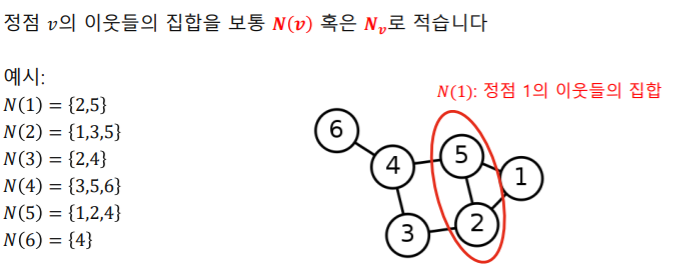 정점 𝑣의 이웃들의 집합을 보통 𝑵(𝒗) 혹은 𝑵ᵥ로 적습니다
예시:
𝑁(1) = {2,5}
𝑁(2) = {1,3,5}
𝑁(3) = {2,4}
𝑁(4) = {3,5,6}
𝑁(5) = {1,2,4}
𝑁(6) = {4}
𝑁(1): 정점 1의 이웃들의 집합
6
5
4
1
2
3